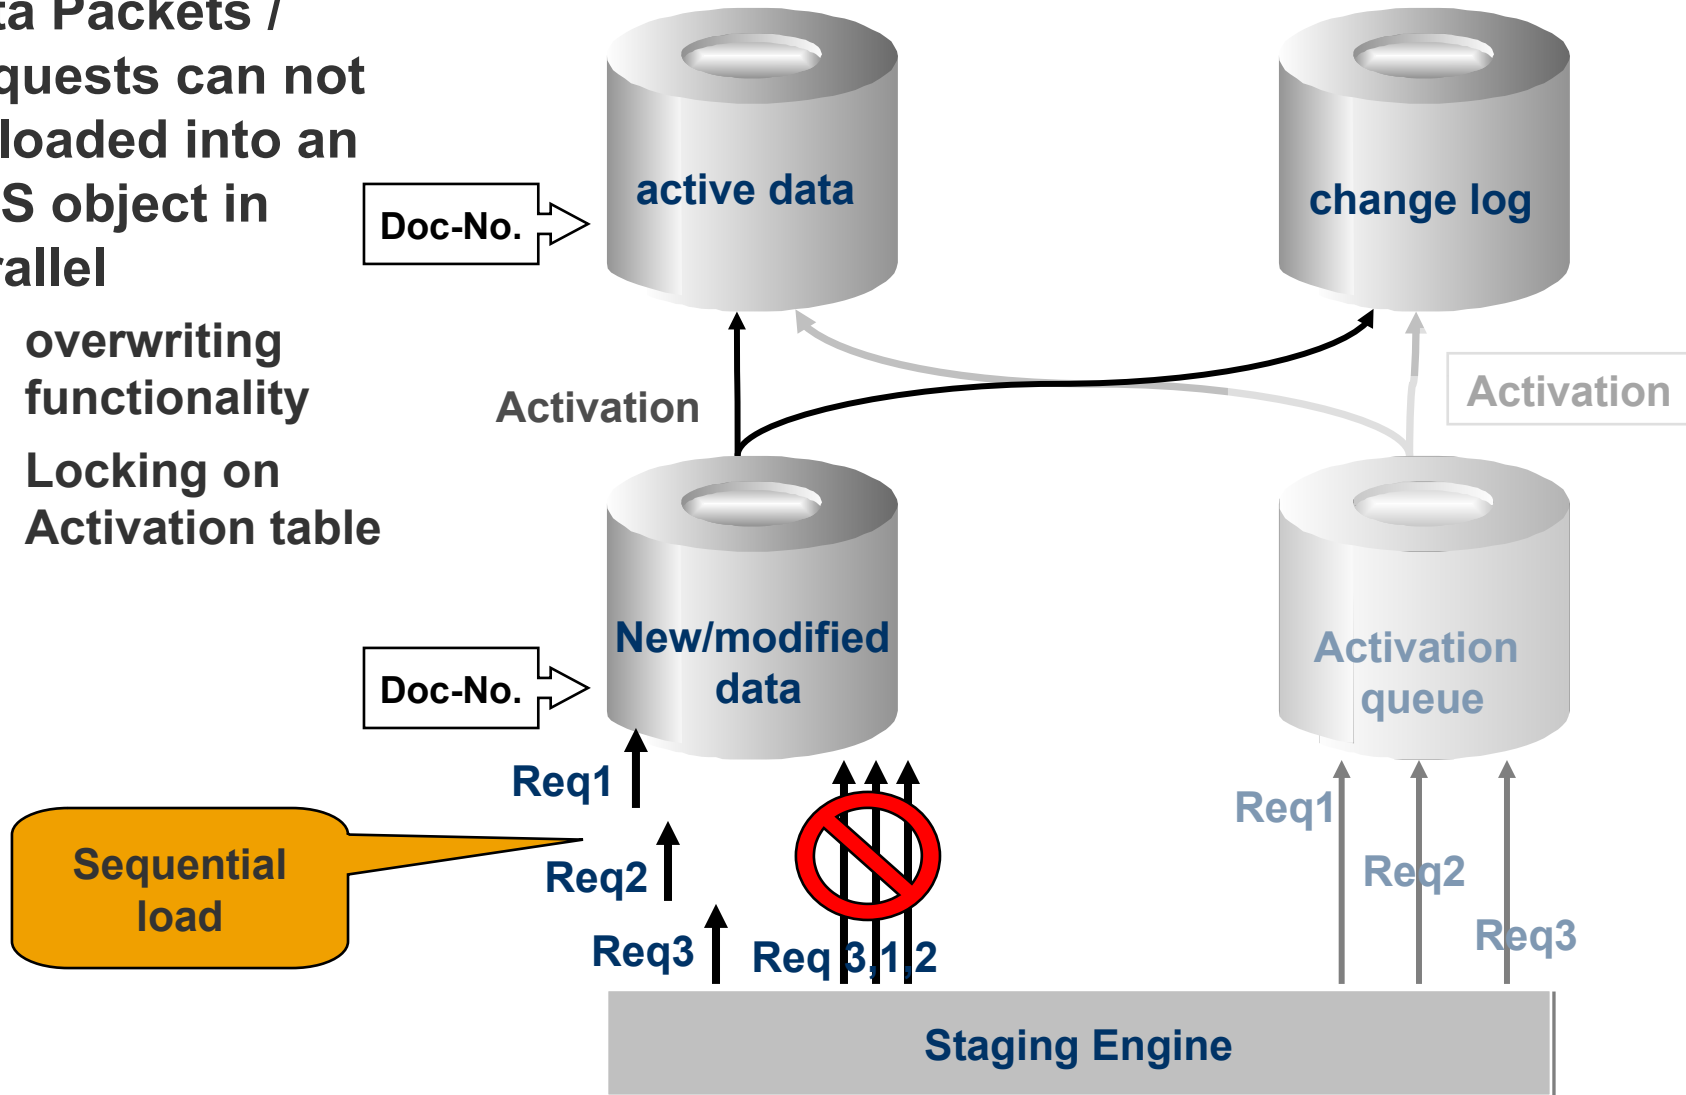 ta Packets /
quests can not
loaded into an
S object in
rallel
overwriting
functionality
Locking on
Activation table
active data
change log
Doc-No.
Activation
Activation
New/modified
data
Activation
queue
Doc-No.
Req1
Req2
Req3
Req 3,1,2
Req1
Req2
Req3
Sequential
load
Staging Engine